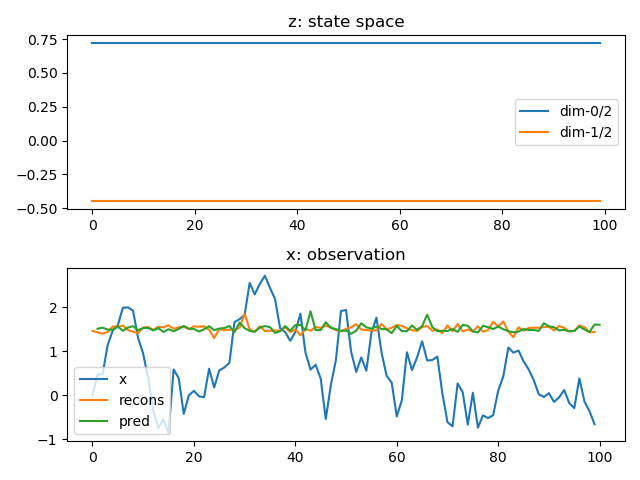 z: state space
0.75
0.50
0.25
0.00
−0.25
−0.50
dim-0/2
dim-1/2
0 20 40 60 80 100
x: observation
2
1
0
−1
x
recons
pred
0 20 40 60 80 100